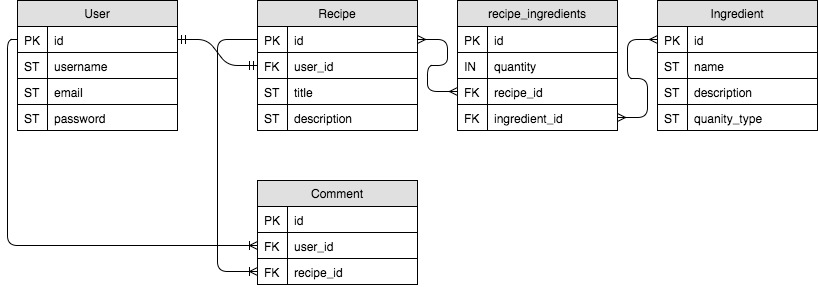 User
PK id
ST username
ST email
ST password
Recipe
PK id
FK user_id
ST title
ST description
recipe_ingredients
PK id
IN quantity
FK recipe_id
FK ingredient_id
Ingredient
PK id
ST name
ST description
ST quanity_type
Comment
PK id
FK user_id
FK recipe_id